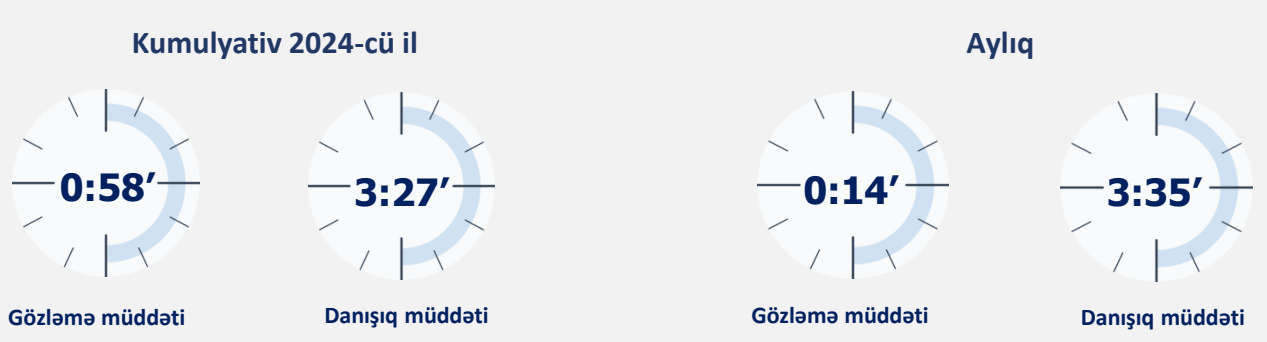 Kumulyativ 2024-cü il
0:58’
3:27’
Gözləmə müddəti
Danışıq müddəti
Aylıq
0:14’
3:35’
Gözləmə müddəti
Danışıq müddəti